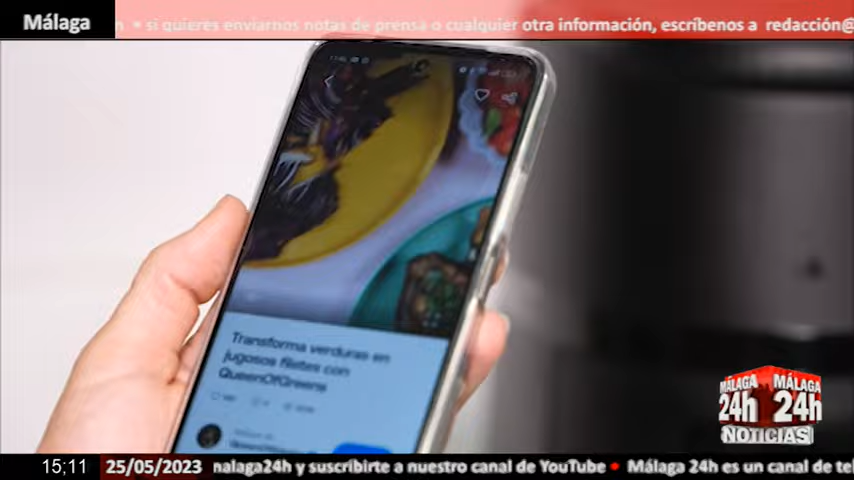 Málaga
• si quieres enviarnos notas de prensa o cualquier otra información, escríbenos a redacción@
Transforma verduras en
jugosos filetes con
QueenOfGreens
MÁLAGA MÁLAGA
24h 24h
NOTICIAS
15:11 25/05/2023 malaga24h y suscribirte a nuestro canal de YouTube • Málaga 24h es un canal de tel